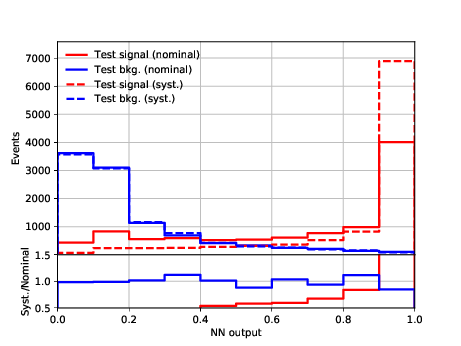 7000
Test signal (nominal)
Test bkg. (nominal)
6000
Test signal (syst.)
Test bkg. (syst.)
5000
Events
4000
3000
2000
1000
1.5
Syst./Nominal
1.0
0.5
0.0 0.2 0.4 0.6 0.8 1.0
NN output